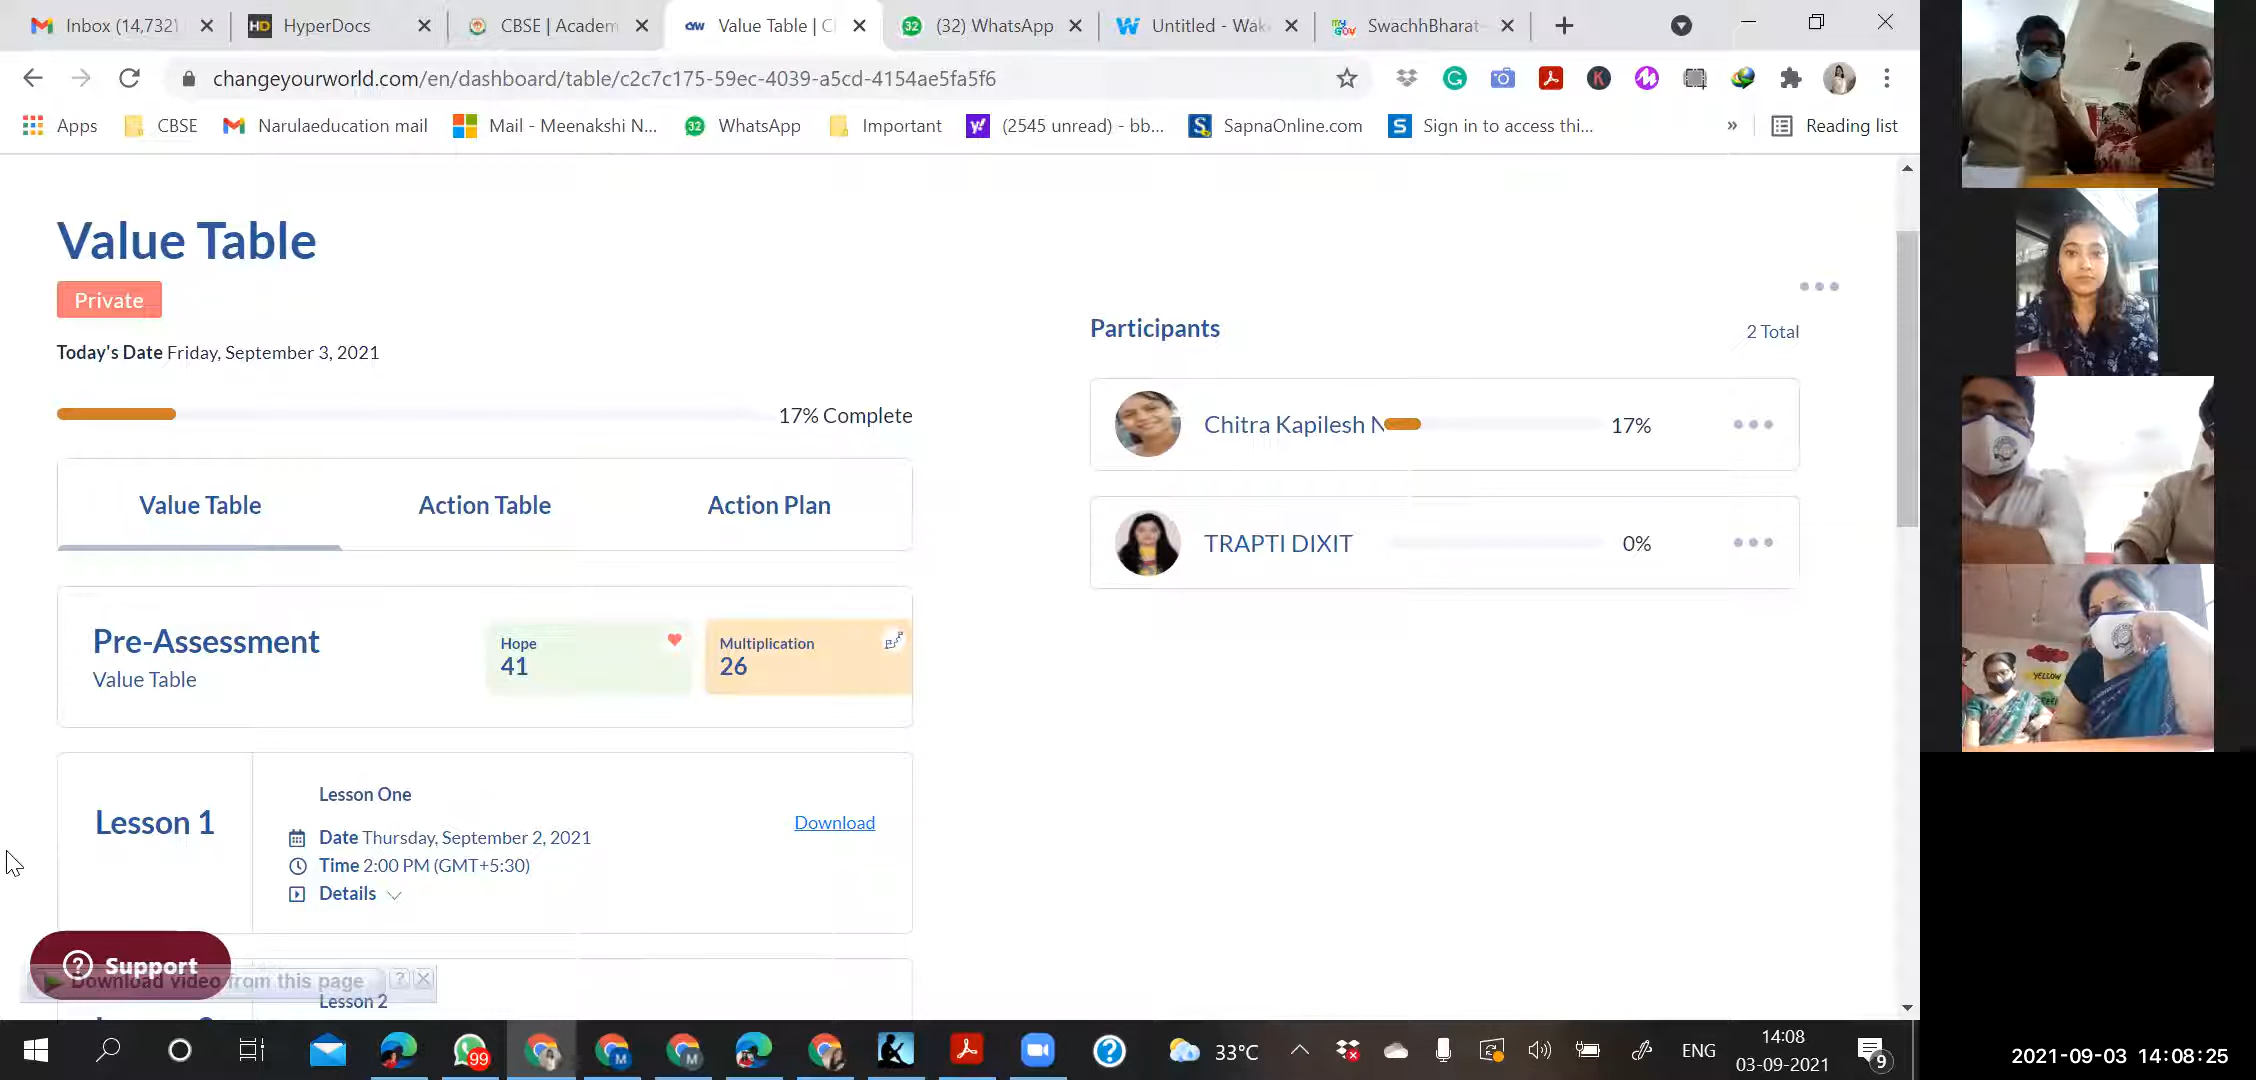 Inbox (14,732)
HyperDocs
CBSE | Academ
Value Table | C
(32) WhatsApp
Untitled - Wak
SwachhBharat-
changeyourworld.com/en/dashboard/table/c2c7c175-59ec-4039-a5cd-4154ae5fa5f6
Apps
CBSE
Narulaeducation mail
Mail - Meenakshi N...
WhatsApp
Important
(2545 unread) - bb...
SapnaOnline.com
Sign in to access thi...
»
Reading list
Value Table
Private
Today's Date Friday, September 3, 2021
17% Complete
Value Table
Action Table
Action Plan
Pre-Assessment
Value Table
Hope
41
Multiplication
26
Lesson 1
Lesson One
Date Thursday, September 2, 2021
Time 2:00 PM (GMT+5:30)
Details
Download
Support
Download video from this page
Lesson 2
Participants
2 Total
Chitra Kapilesh N
17%
TRAPTI DIXIT
0%
YELLOW
99
33°C
ENG
14:08
03-09-2021
9
2021-09-03 14:08:25